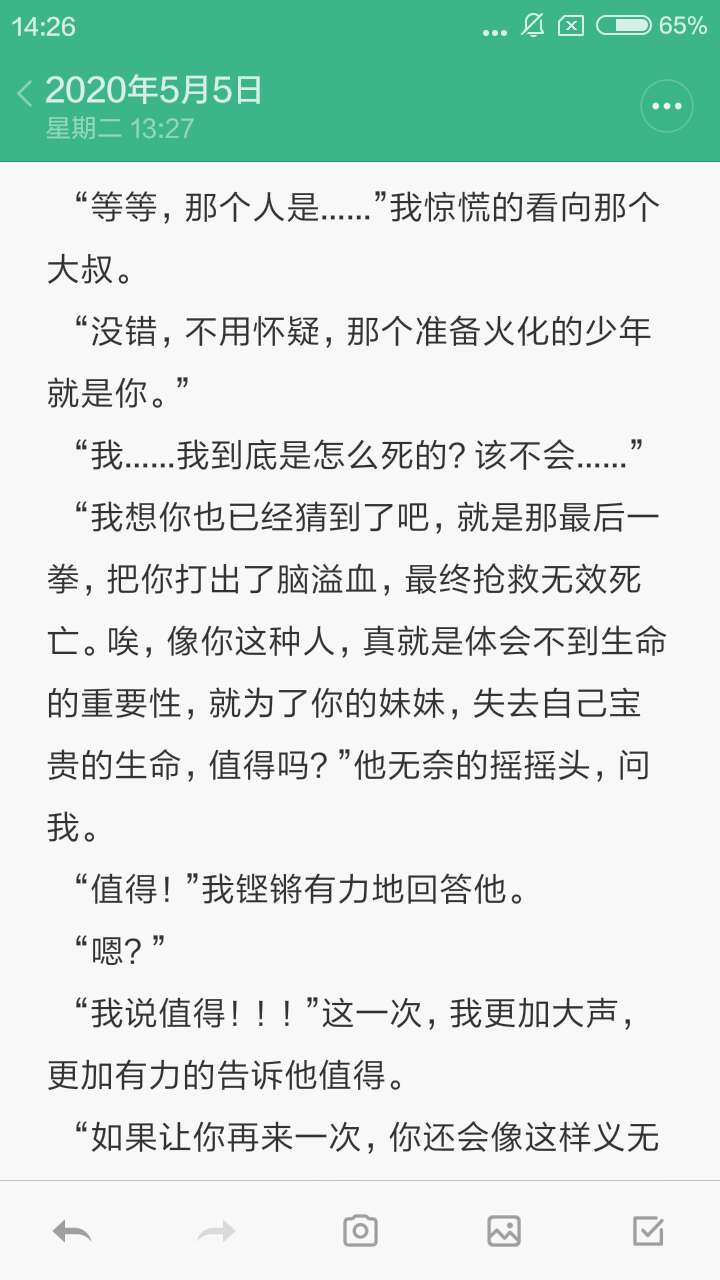 14:26
65%
2020年5月5日
星期二 13:27
“等等，那个人是......”我惊慌的看向那个
大叔。
“没错，不用怀疑，那个准备火化的少年
就是你。”
“我......我到底是怎么死的？该不会......”
“我想你也已经猜到了吧，就是那最后一
拳，把你打出了脑溢血，最终抢救无效死
亡。唉，像你这种人，真就是体会不到生命
的重要性，就为了你的妹妹，失去自己宝
贵的生命，值得吗？”他无奈的摇摇头，问
我。
“值得！”我铿锵有力地回答他。
“嗯？”
“我说值得！！！”这一次，我更加大声，
更加有力的告诉他值得。
“如果让你再来一次，你还会像这样义无